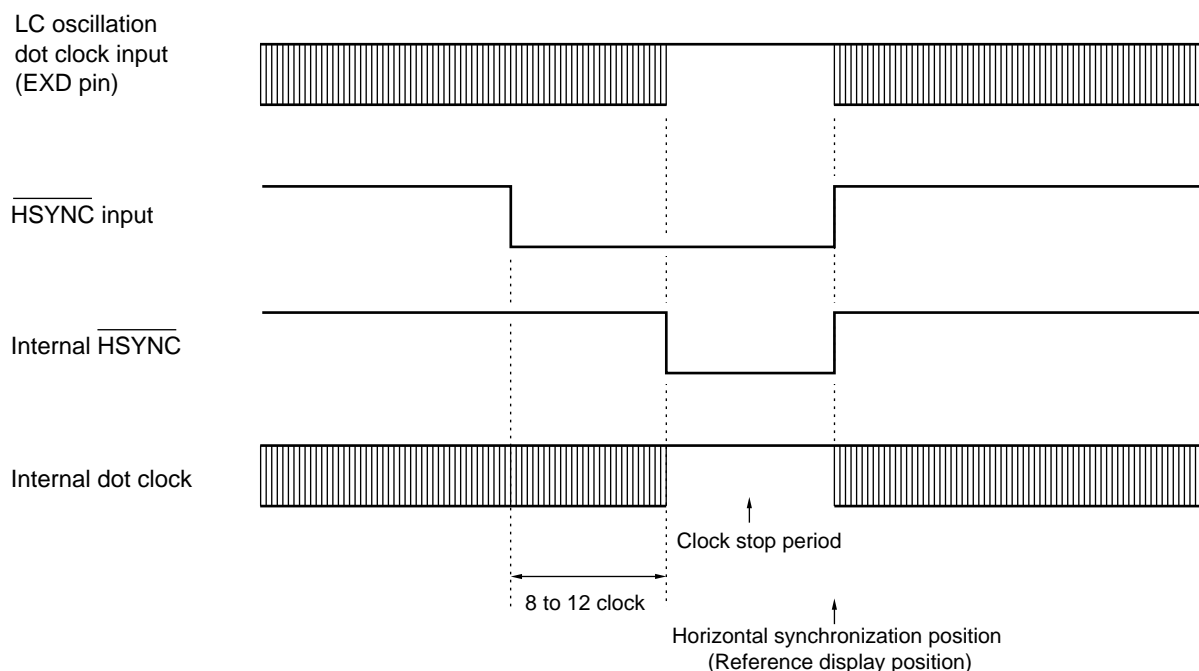 LC oscillation
dot clock input
(EXD pin)
HSYNC input
Internal HSYNC
Internal dot clock
Clock stop period
8 to 12 clock
Horizontal synchronization position
(Reference display position)